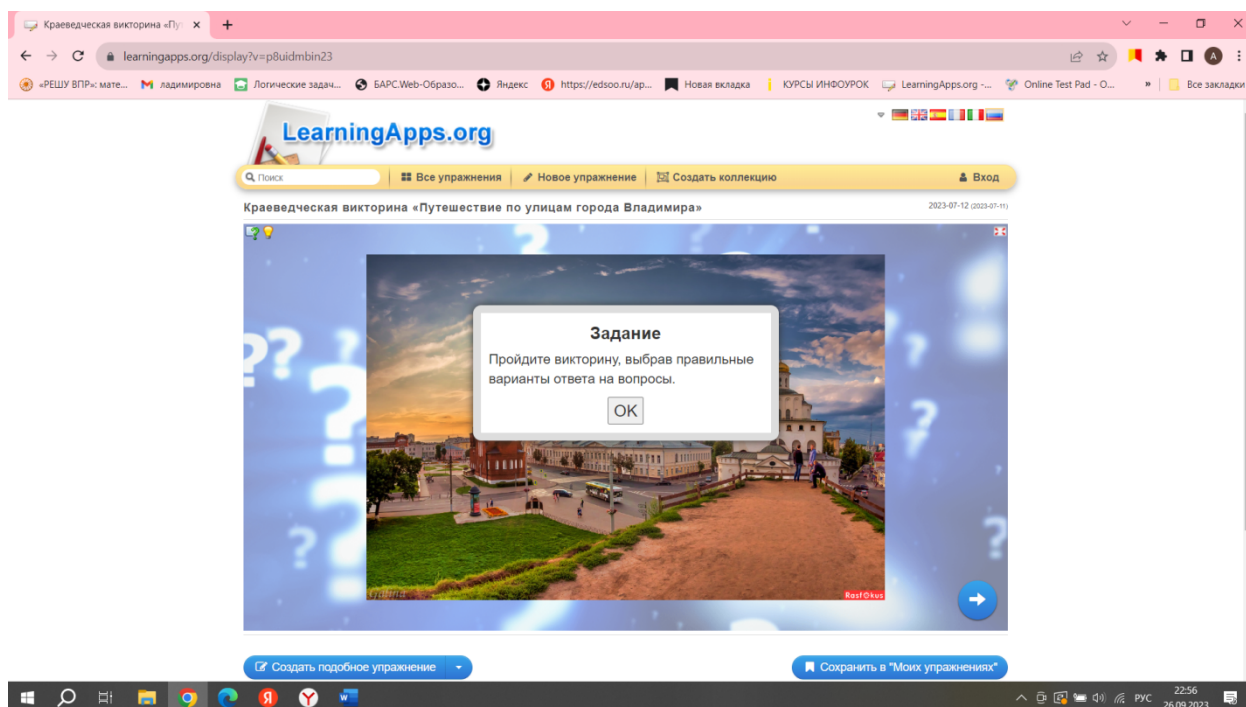 Краеведческая викторина «Пу
learningapps.org/display?v=p8uidmbin23
«РЕШУ ВПР»: мате...
ладимировна
Логические задач...
БАРС.Web-Образо...
Яндекс
https://edsoo.ru/ap...
Новая вкладка
КУРСЫ ИНФОУРОК
LearningApps.org -...
Online Test Pad - O...
»
Все закладки
LearningApps.org
Поиск
Все упражнения
Новое упражнение
Создать коллекцию
Вход
Краеведческая викторина «Путешествие по улицам города Владимира»
2023-07-12 (2023-07-11)
Задание
Пройдите викторину, выбрав правильные
варианты ответа на вопросы.
OK
RasfOkus
Создать подобное упражнение
Сохранить в "Моих упражнениях"
РУС
22:56
26.09.2023